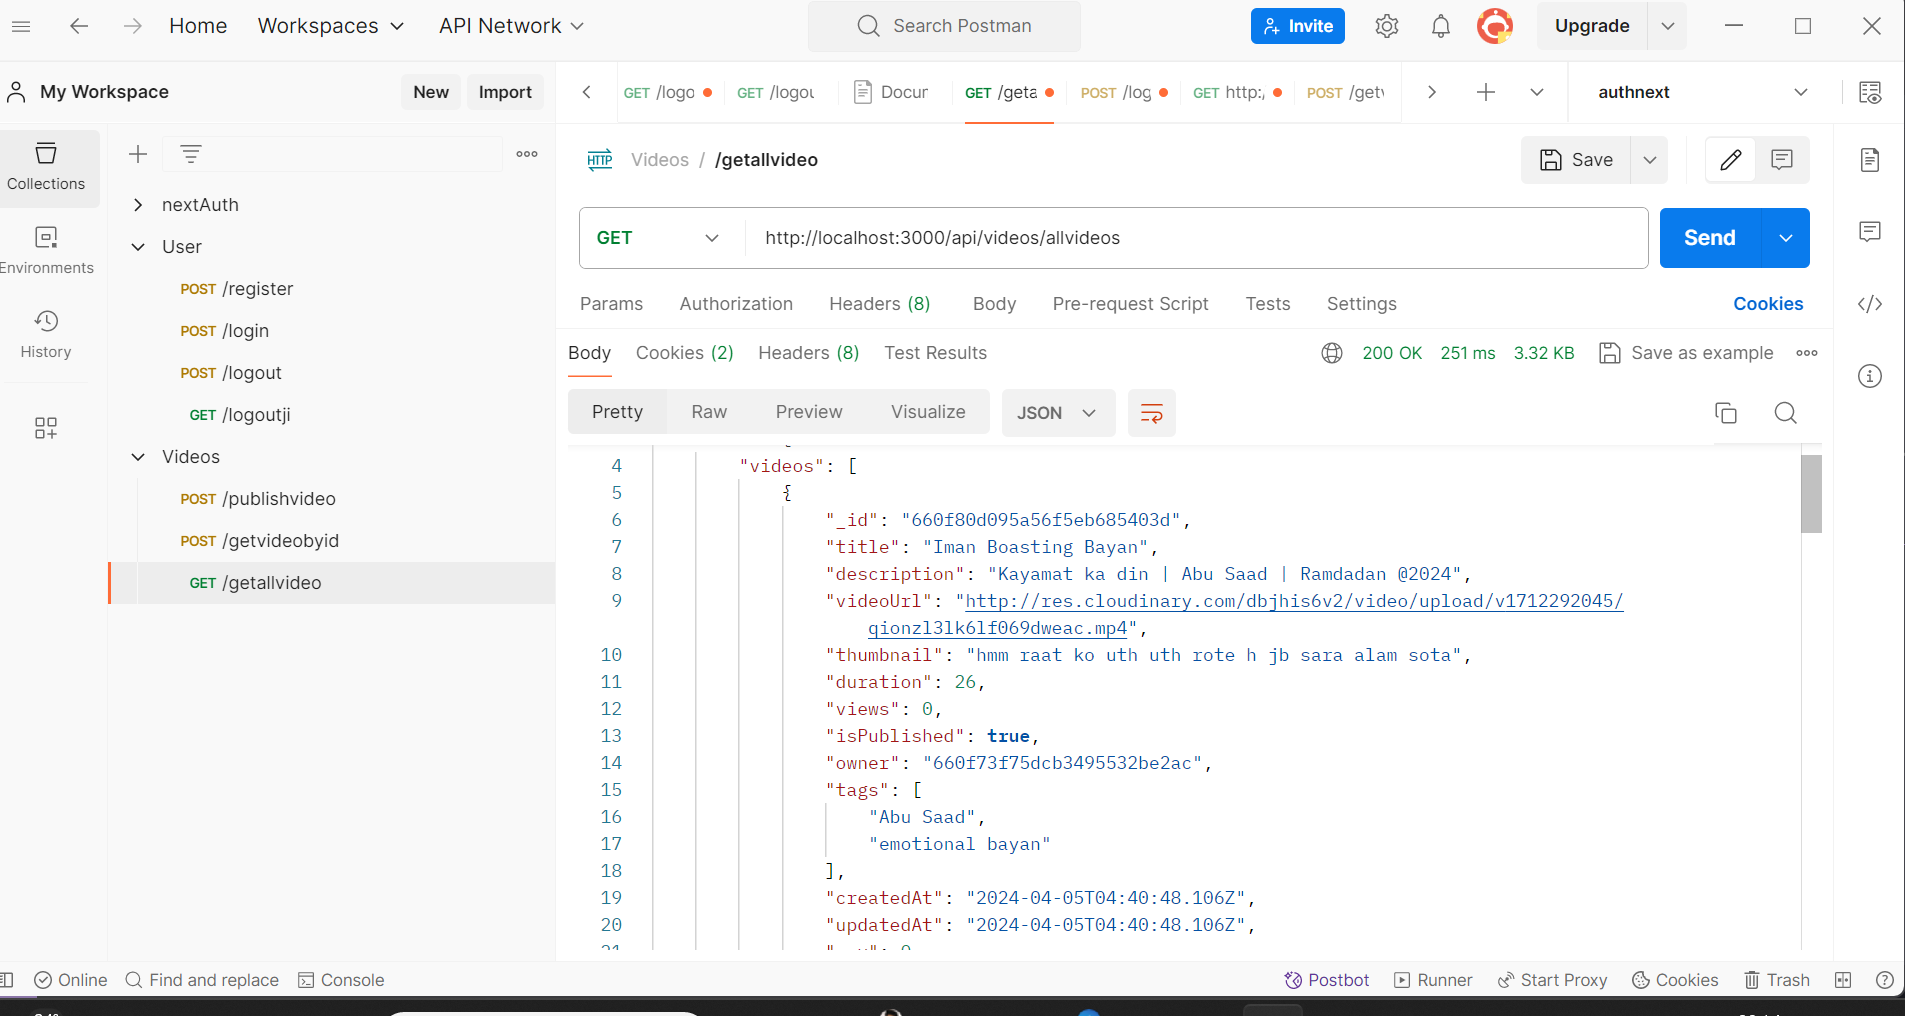 Home Workspaces API Network Search Postman Invite Upgrade
My Workspace New Import GET /logo GET /logou Docur GET /geta POST /log GET http:/ POST /getv authnext
Collections
Environments
History
nextAuth
User
POST /register
POST /login
POST /logout
GET /logoutji
Videos
POST /publishvideo
POST /getvideobyid
GET /getallvideo
HTTP Videos / /getallvideo Save
GET http://localhost:3000/api/videos/allvideos Send
Params Authorization Headers (8) Body Pre-request Script Tests Settings Cookies
Body Cookies (2) Headers (8) Test Results 200 OK 251 ms 3.32 KB Save as example
Pretty Raw Preview Visualize JSON
4 "videos": [
5 {
6 "_id": "660f80d095a56f5eb685403d",
7 "title": "Iman Boasting Bayan",
8 "description": "Kayamat ka din | Abu Saad | Ramdadan @2024",
9 "videoUrl": "http://res.cloudinary.com/dbjhis6v2/video/upload/v1712292045/
qionzl3lk6lf069dweac.mp4",
10 "thumbnail": "hmm raat ko uth uth rote h jb sara alam sota",
11 "duration": 26,
12 "views": 0,
13 "isPublished": true,
14 "owner": "660f73f75dcb3495532be2ac",
15 "tags": [
16 "Abu Saad",
17 "emotional bayan"
18 ],
19 "createdAt": "2024-04-05T04:40:48.106Z",
20 "updatedAt": "2024-04-05T04:40:48.106Z",
Online Find and replace Console Postbot Runner Start Proxy Cookies Trash